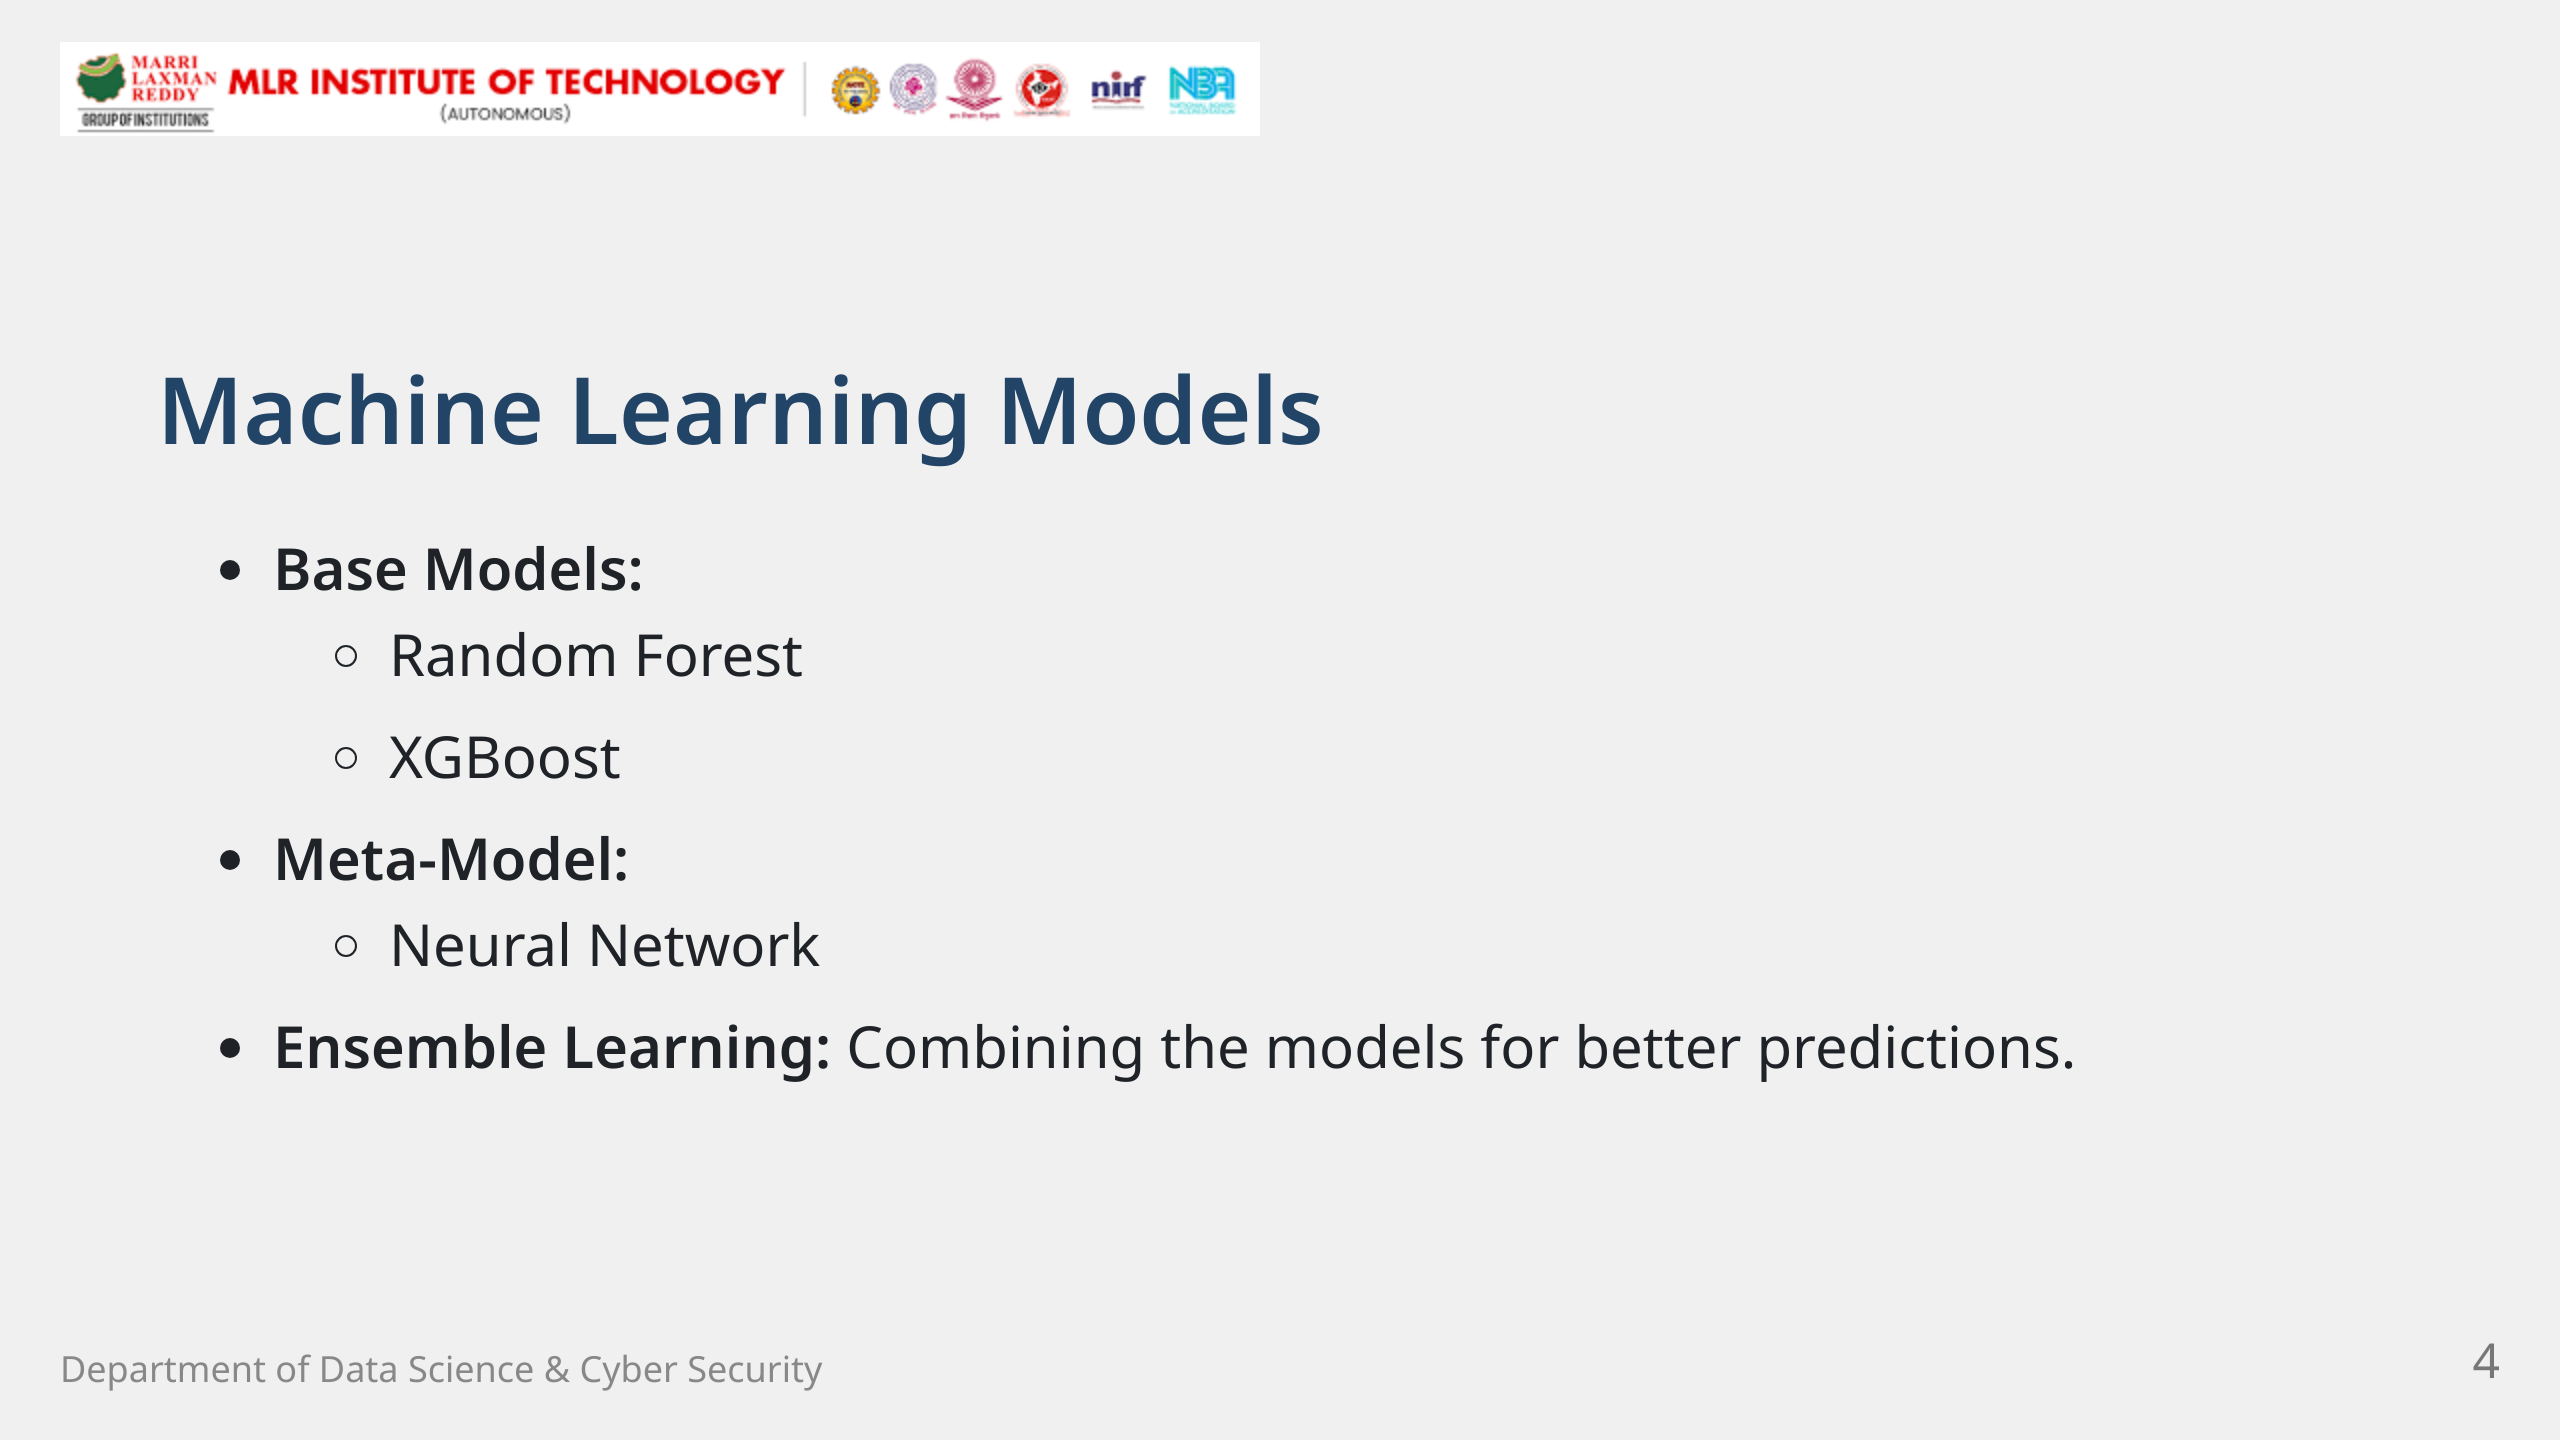 MARRI
LAXMAN
REDDY
GROUP OF INSTITUTIONS
MLR INSTITUTE OF TECHNOLOGY
(AUTONOMOUS)
nirf
NBA
NATIONAL BOARD
Machine Learning Models
Base Models:
Random Forest
XGBoost
Meta-Model:
Neural Network
Ensemble Learning: Combining the models for better predictions.
Department of Data Science & Cyber Security
4